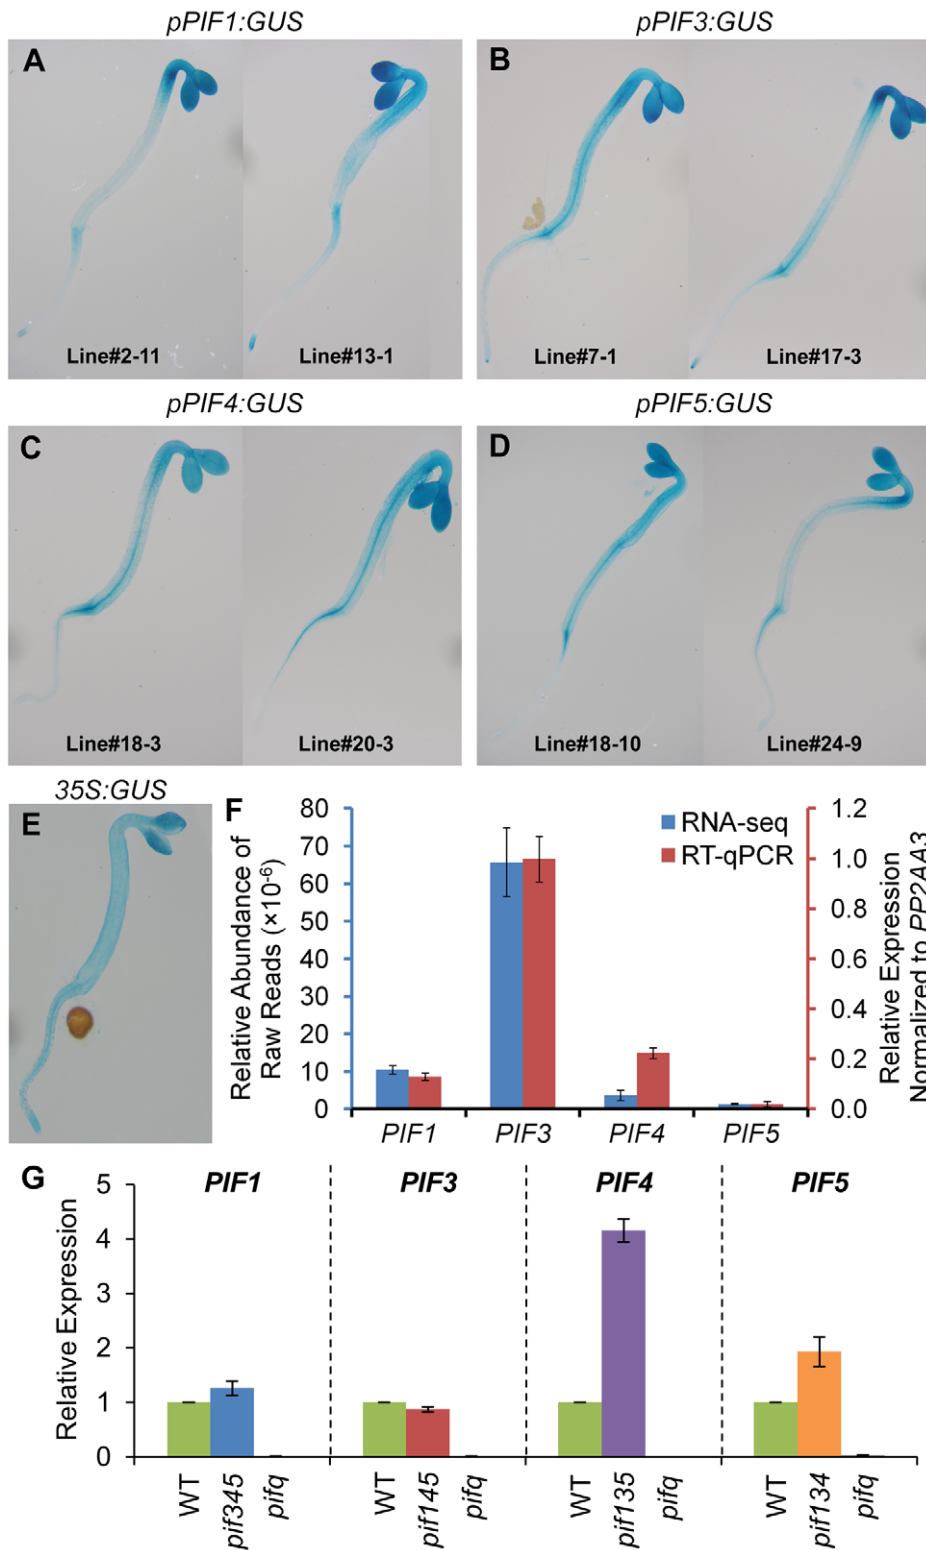 pPIF1:GUS
pPIF3:GUS
A
B
Line#2-11
Line#13-1
Line#7-1
Line#17-3
pPIF4:GUS
pPIF5:GUS
C
D
Line#18-3
Line#20-3
Line#18-10
Line#24-9
35S:GUS
E
F
80
70
60
50
40
30
20
10
0
Relative Abundance of
Raw Reads (×10⁻⁶)
RNA-seq
RT-qPCR
1.2
1.0
0.8
0.6
0.4
0.2
0.0
Relative Expression
Normalized to PP2AA3
PIF1
PIF3
PIF4
PIF5
G
PIF1
PIF3
PIF4
PIF5
5
4
3
2
1
0
Relative Expression
WT
pif345
pifq
WT
pif145
pifq
WT
pif135
pifq
WT
pif134
pifq